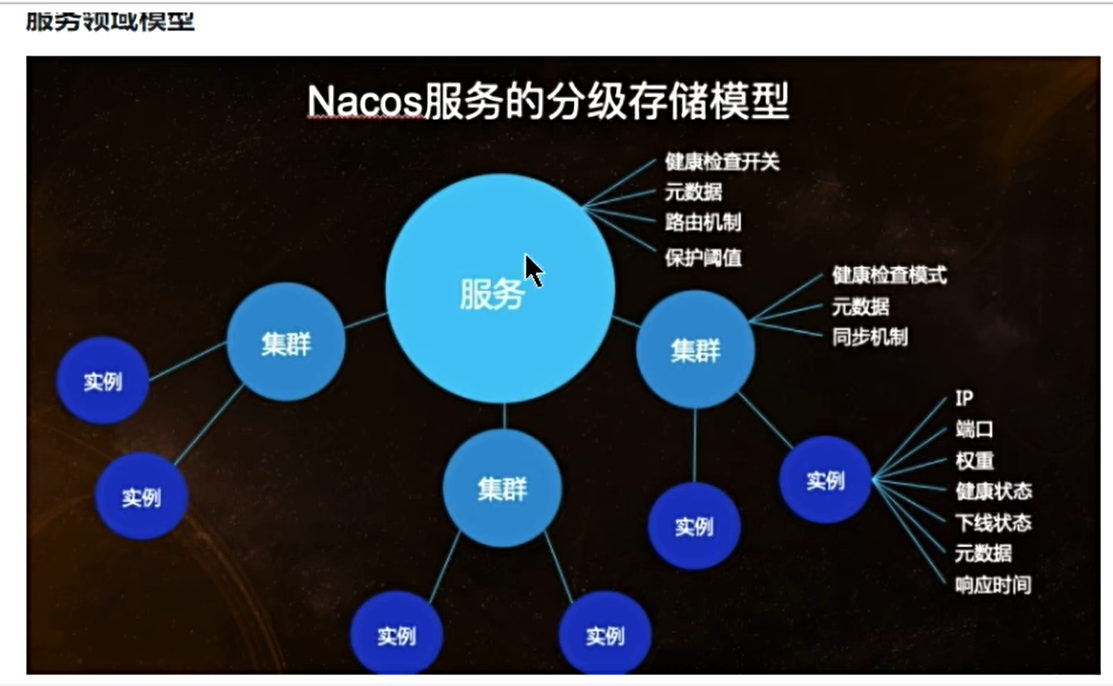 服务领域模型
Nacos服务的分级存储模型
健康检查开关
元数据
路由机制
保护阈值
服务
健康检查模式
元数据
同步机制
集群
集群
实例
IP
端口
权重
健康状态
下线状态
元数据
响应时间
实例
集群
实例
实例
实例
实例